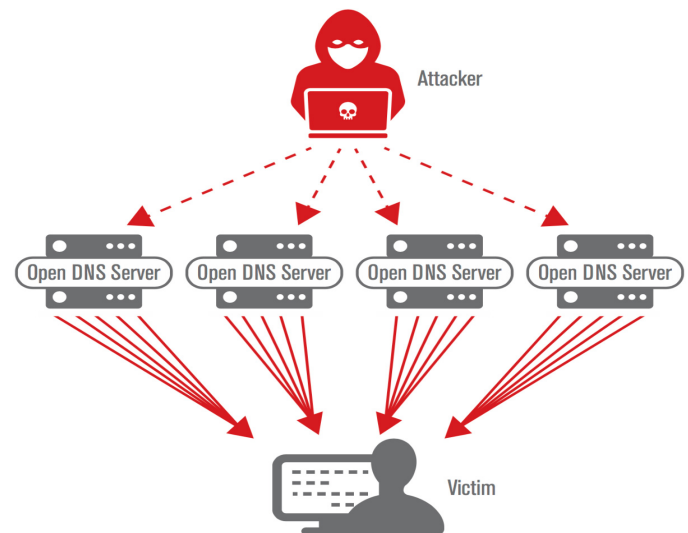 Attacker
Open DNS Server
Open DNS Server
Open DNS Server
Open DNS Server
Victim